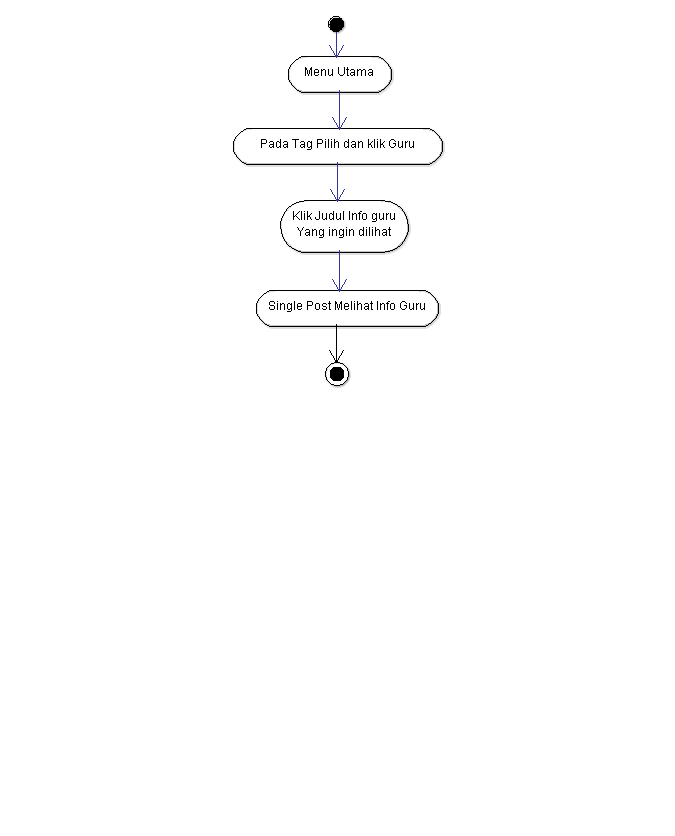 Menu Utama
Pada Tag Pilih dan klik Guru
Klik Judul Info guru
Yang ingin dilihat
Single Post Melihat Info Guru